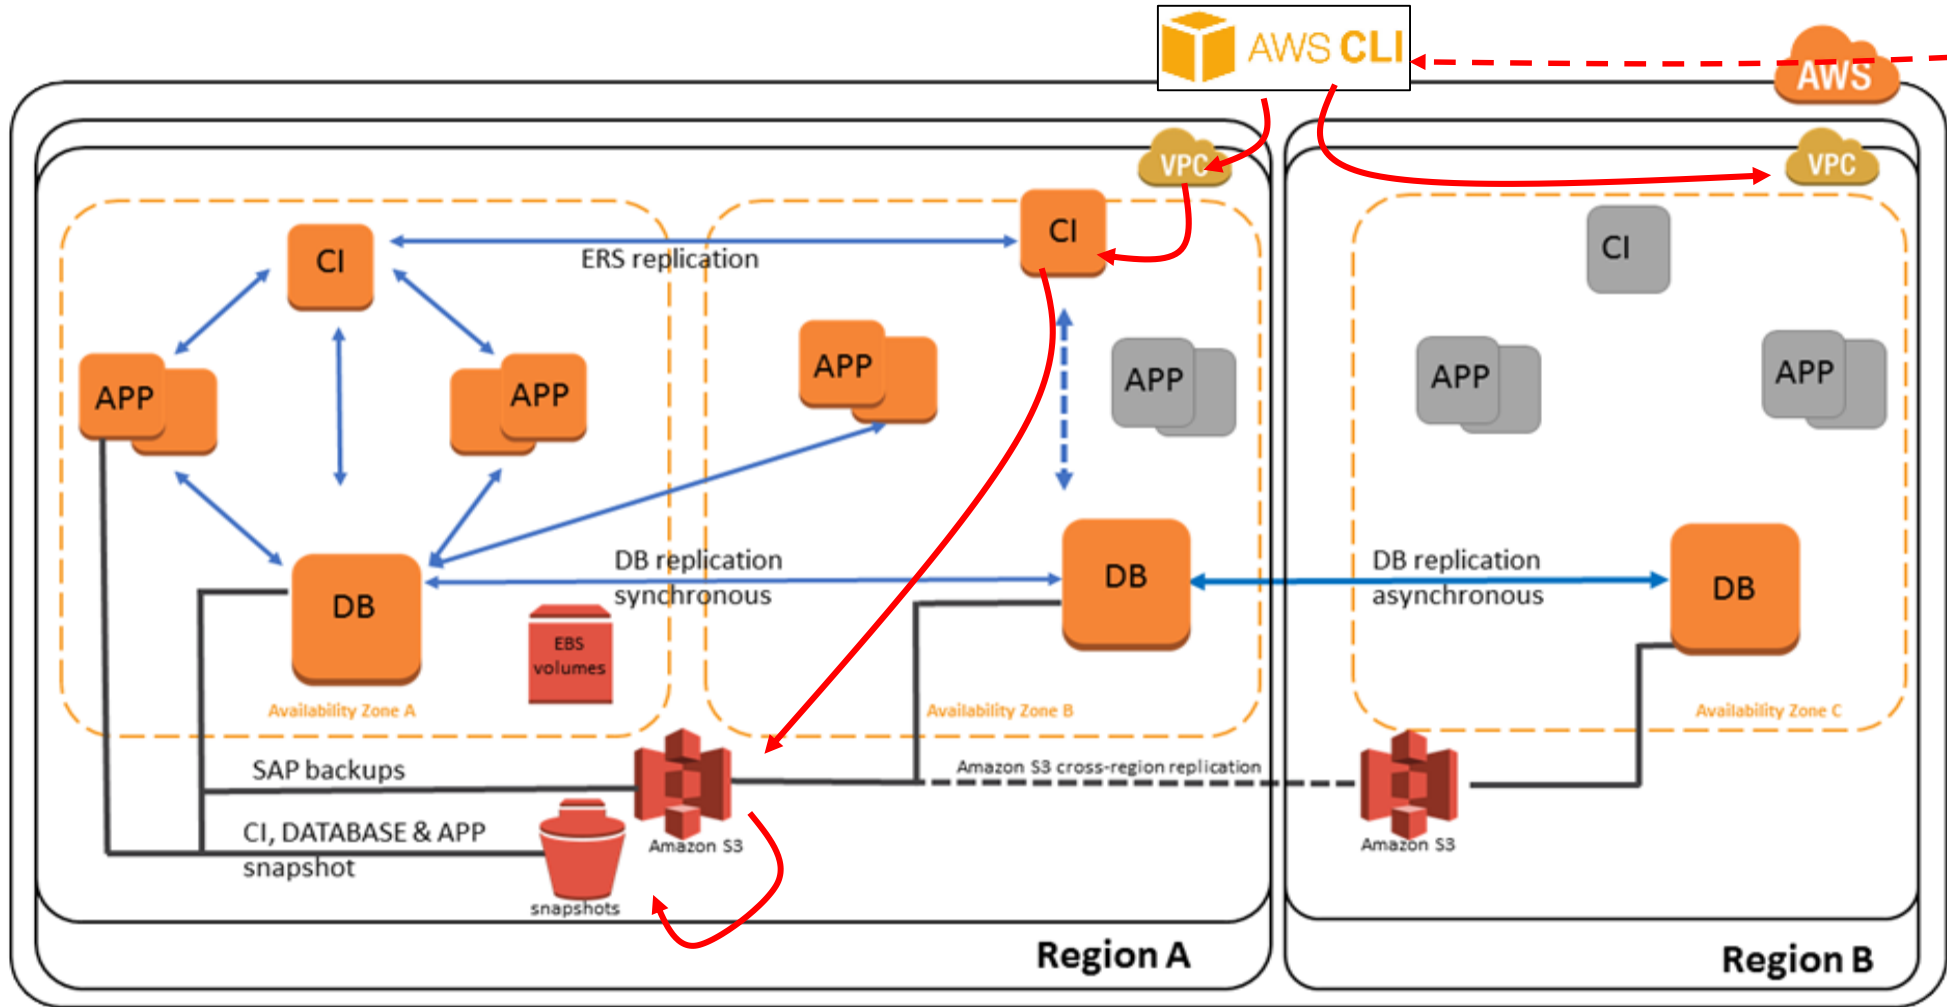 AWS CLI
AWS
VPC
VPC
CI
CI
CI
ERS replication
APP
APP
APP
APP
APP
APP
DB replication
synchronous
DB
DB replication
asynchronous
DB
DB
EBS
volumes
Availability Zone A
Availability Zone B
Availability Zone C
SAP backups
Amazon S3 cross-region replication
CI, DATABASE & APP
snapshot
Amazon S3
Amazon S3
snapshots
Region A
Region B